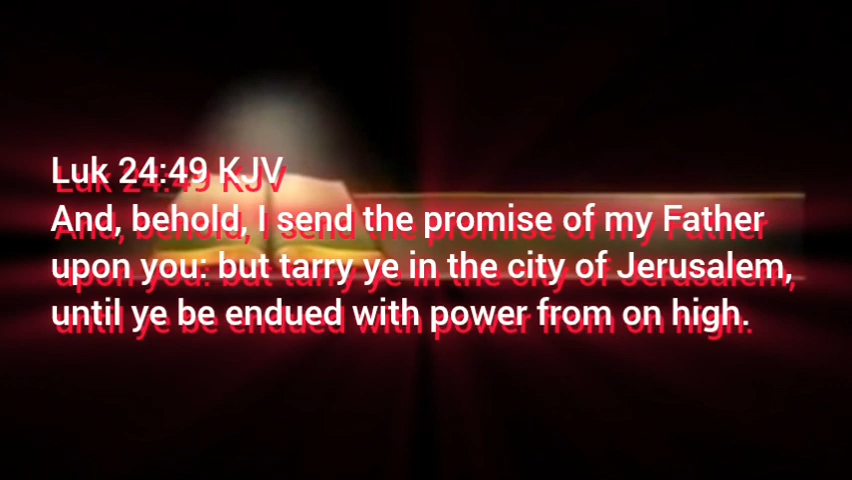 Luk 24:49 KJV
And, behold, I send the promise of my Father
upon you: but tarry ye in the city of Jerusalem,
until ye be endued with power from on high.